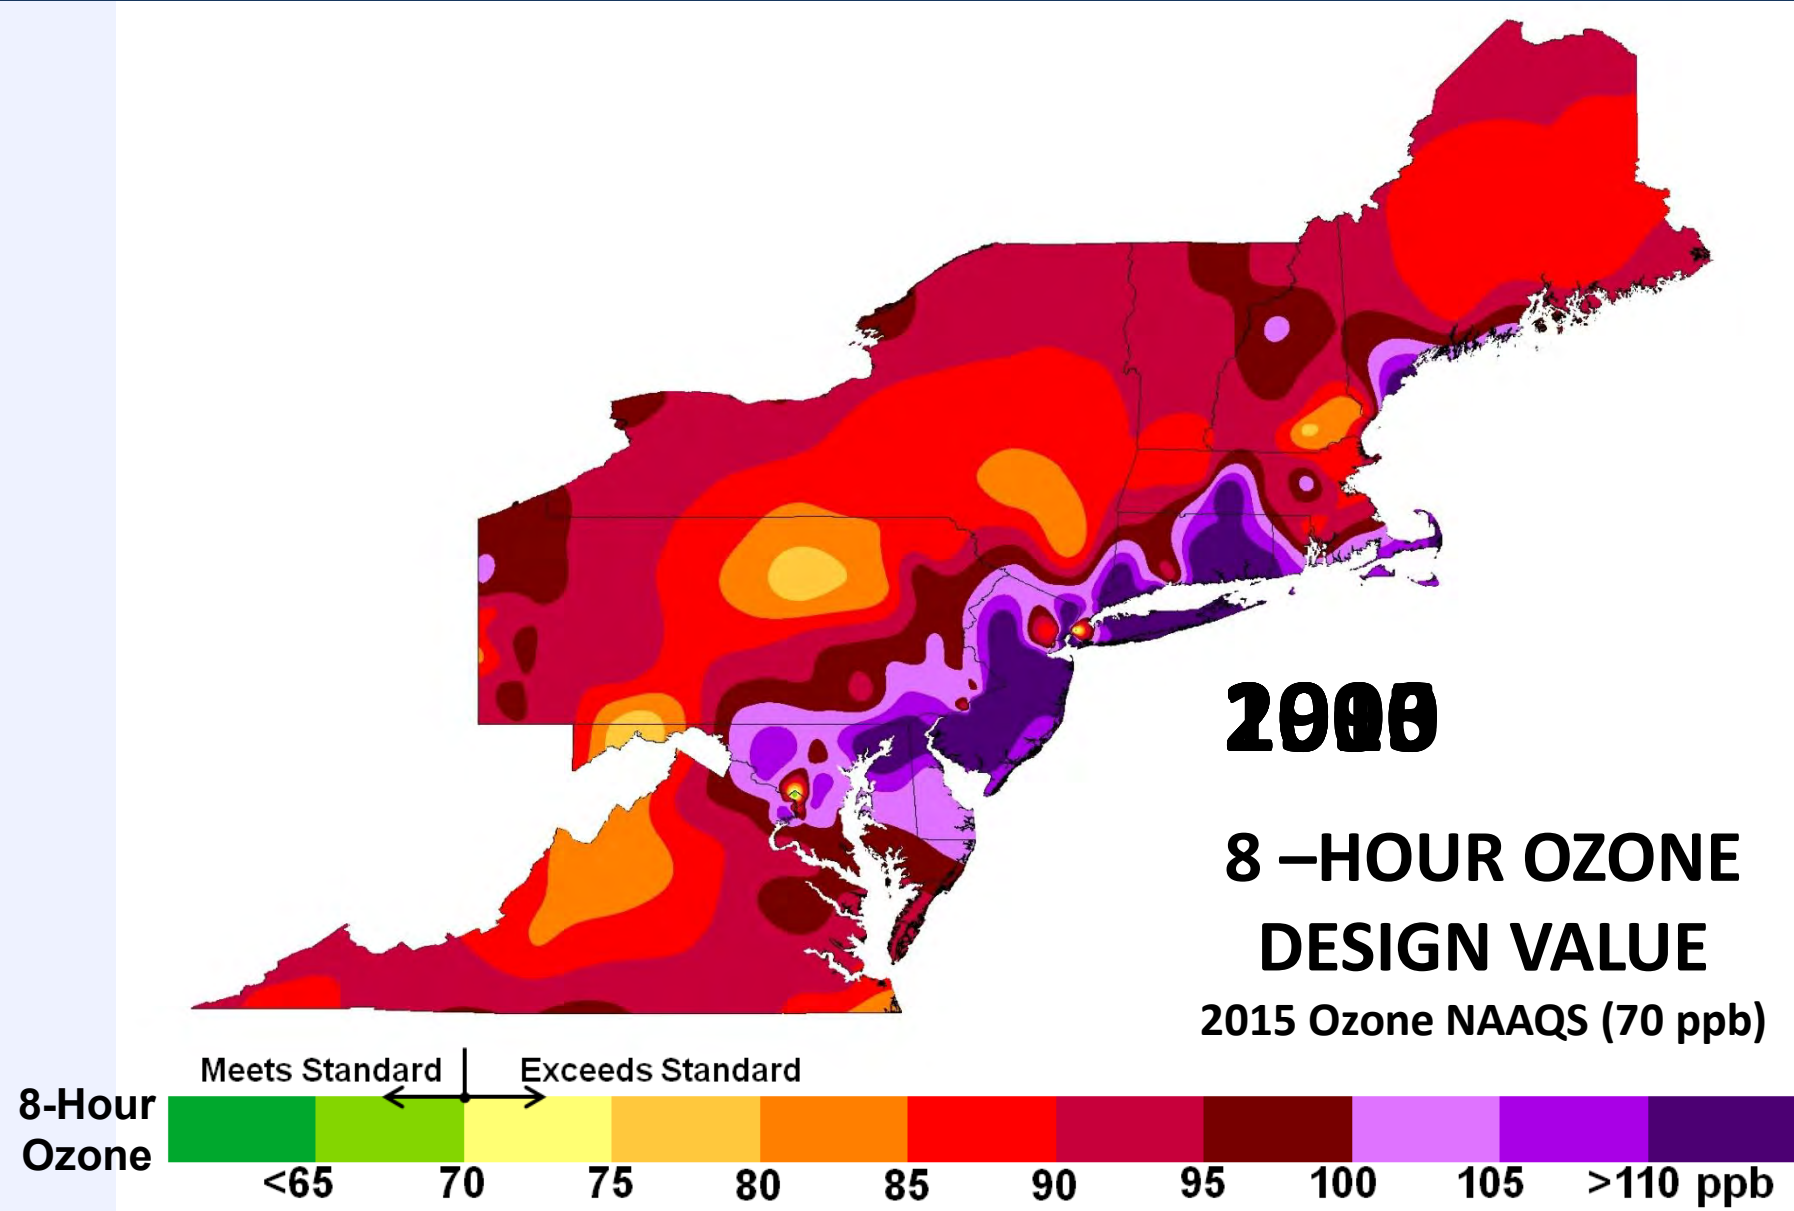 8 –HOUR OZONE
DESIGN VALUE
2015 Ozone NAAQS (70 ppb)
Meets Standard Exceeds Standard
8-Hour
Ozone
<65 70 75 80 85 90 95 100 105 >110 ppb